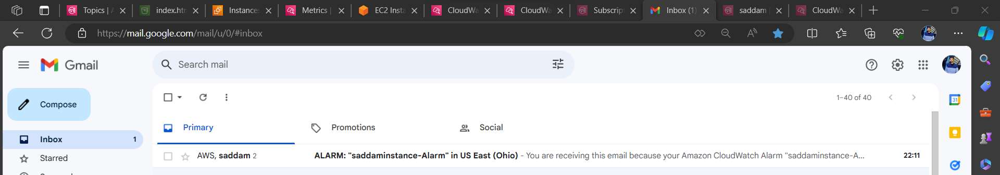 Topics | A
index.htm
Instances
Metrics |
EC2 Insta
CloudWa
CloudWa
Subscript
Inbox (1)
saddam |
CloudWa
https://mail.google.com/mail/u/0/#inbox
Gmail
Search mail
Compose
1–40 of 40
31
Primary
Promotions
Social
Inbox 1
AWS, saddam 2 ALARM: "saddaminstance-Alarm" in US East (Ohio) - You are receiving this email because your Amazon CloudWatch Alarm "saddaminstance-A... 22:11
Starred